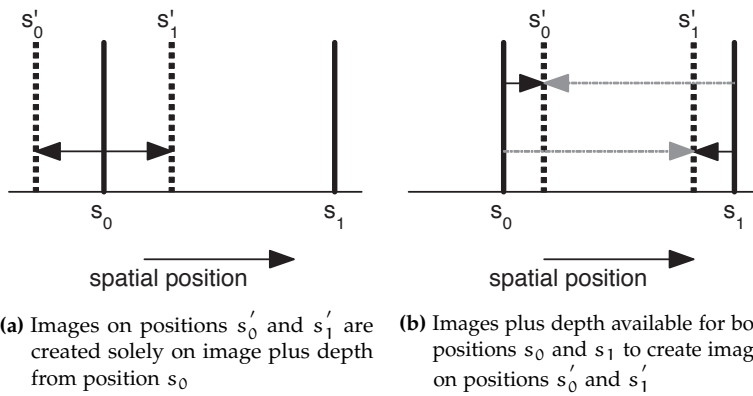 s'0 s'1 s'0 s'1
s0 s1 s0 s1
spatial position spatial position
(a) Images on positions s'0 and s'1 are
created solely on image plus depth
from position s0
(b) Images plus depth available for bo
positions s0 and s1 to create imag
on positions s'0 and s'1